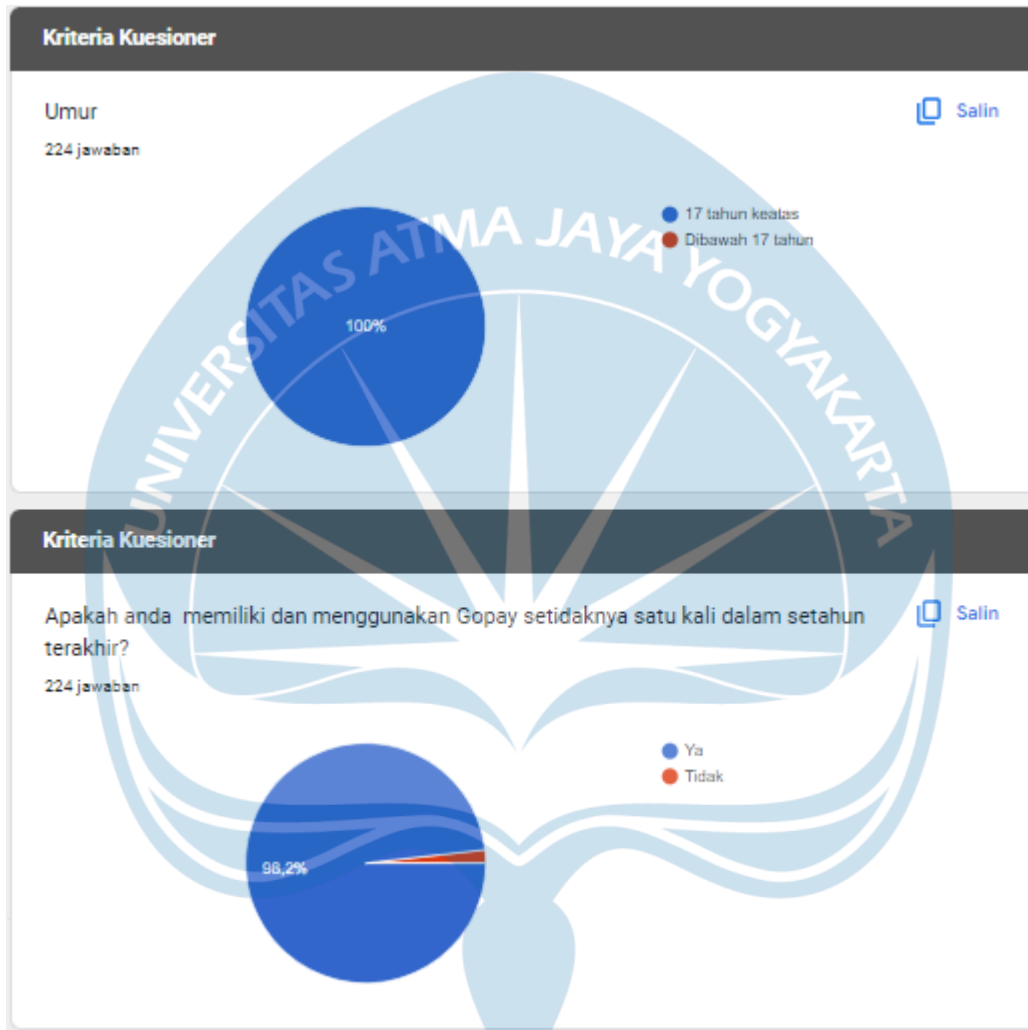 Kriteria Kuesioner
Umur
Salin
224 jawaban
17 tahun keatas
Dibawah 17 tahun
100%
UNIVERSITAS ATMA JAYA YOGYAKARTA
Kriteria Kuesioner
Apakah anda  memiliki dan menggunakan Gopay setidaknya satu kali dalam setahun
terakhir?
Salin
224 jawaban
Ya
Tidak
98,2%